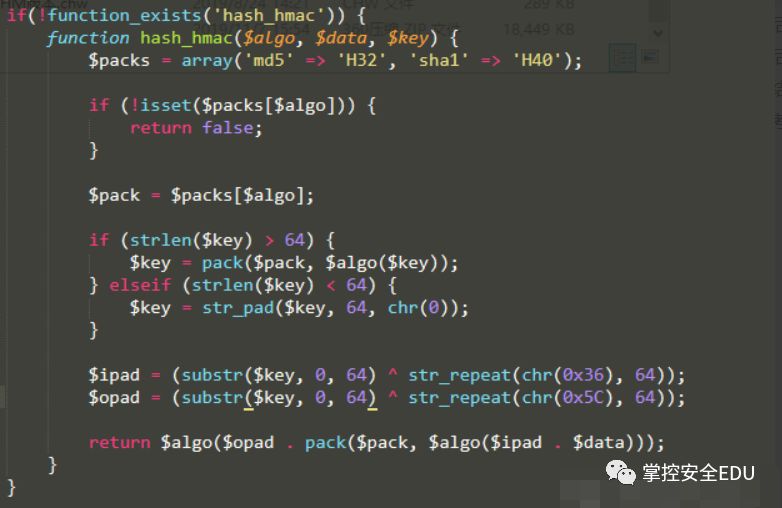 if(!function_exists('hash_hmac')) {
    function hash_hmac($algo, $data, $key) {
        $packs = array('md5' => 'H32', 'sha1' => 'H40');

        if (!isset($packs[$algo])) {
            return false;
        }

        $pack = $packs[$algo];

        if (strlen($key) > 64) {
            $key = pack($pack, $algo($key));
        } elseif (strlen($key) < 64) {
            $key = str_pad($key, 64, chr(0));
        }

        $ipad = (substr($key, 0, 64) ^ str_repeat(chr(0x36), 64));
        $opad = (substr($key, 0, 64) ^ str_repeat(chr(0x5C), 64));

        return $algo($opad . pack($pack, $algo($ipad . $data)));
    }
}
掌控安全EDU